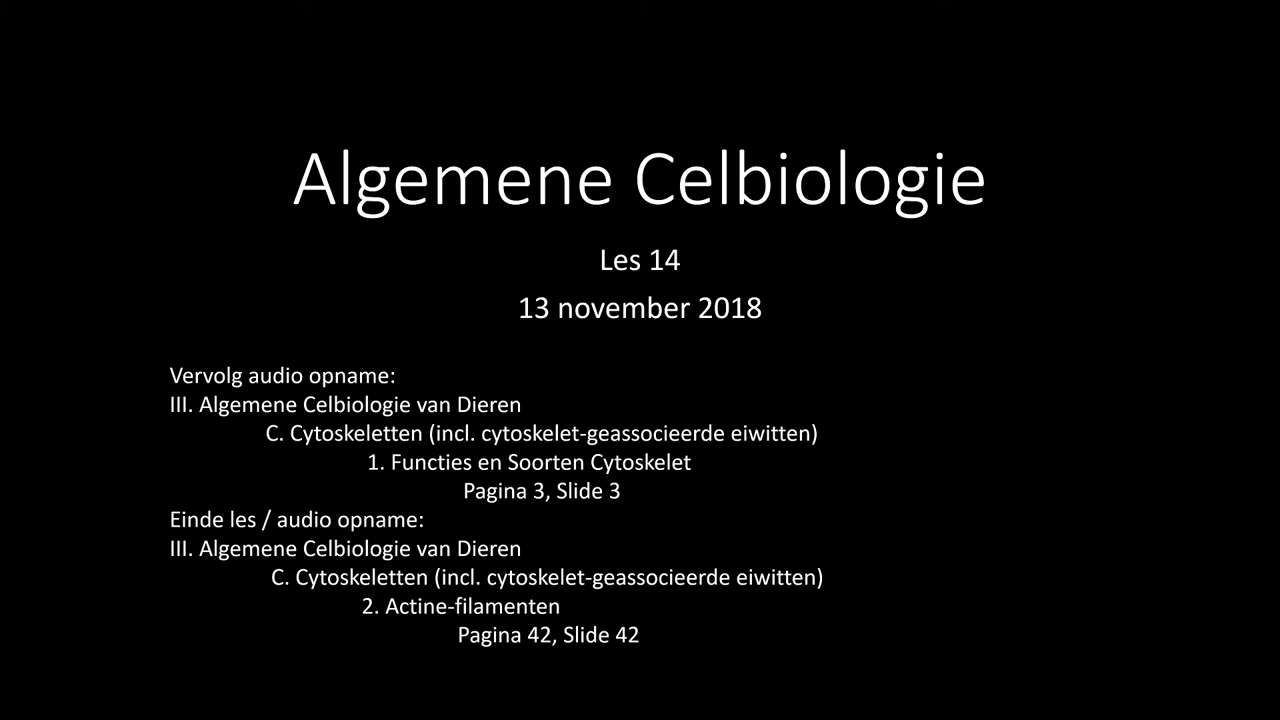 Algemene Celbiologie
Les 14
13 november 2018
Vervolg audio opname:
III. Algemene Celbiologie van Dieren
C. Cytoskeletten (incl. cytoskelet-geassocieerde eiwitten)
1. Functies en Soorten Cytoskelet
Pagina 3, Slide 3
Einde les / audio opname:
III. Algemene Celbiologie van Dieren
C. Cytoskeletten (incl. cytoskelet-geassocieerde eiwitten)
2. Actine-filamenten
Pagina 42, Slide 42